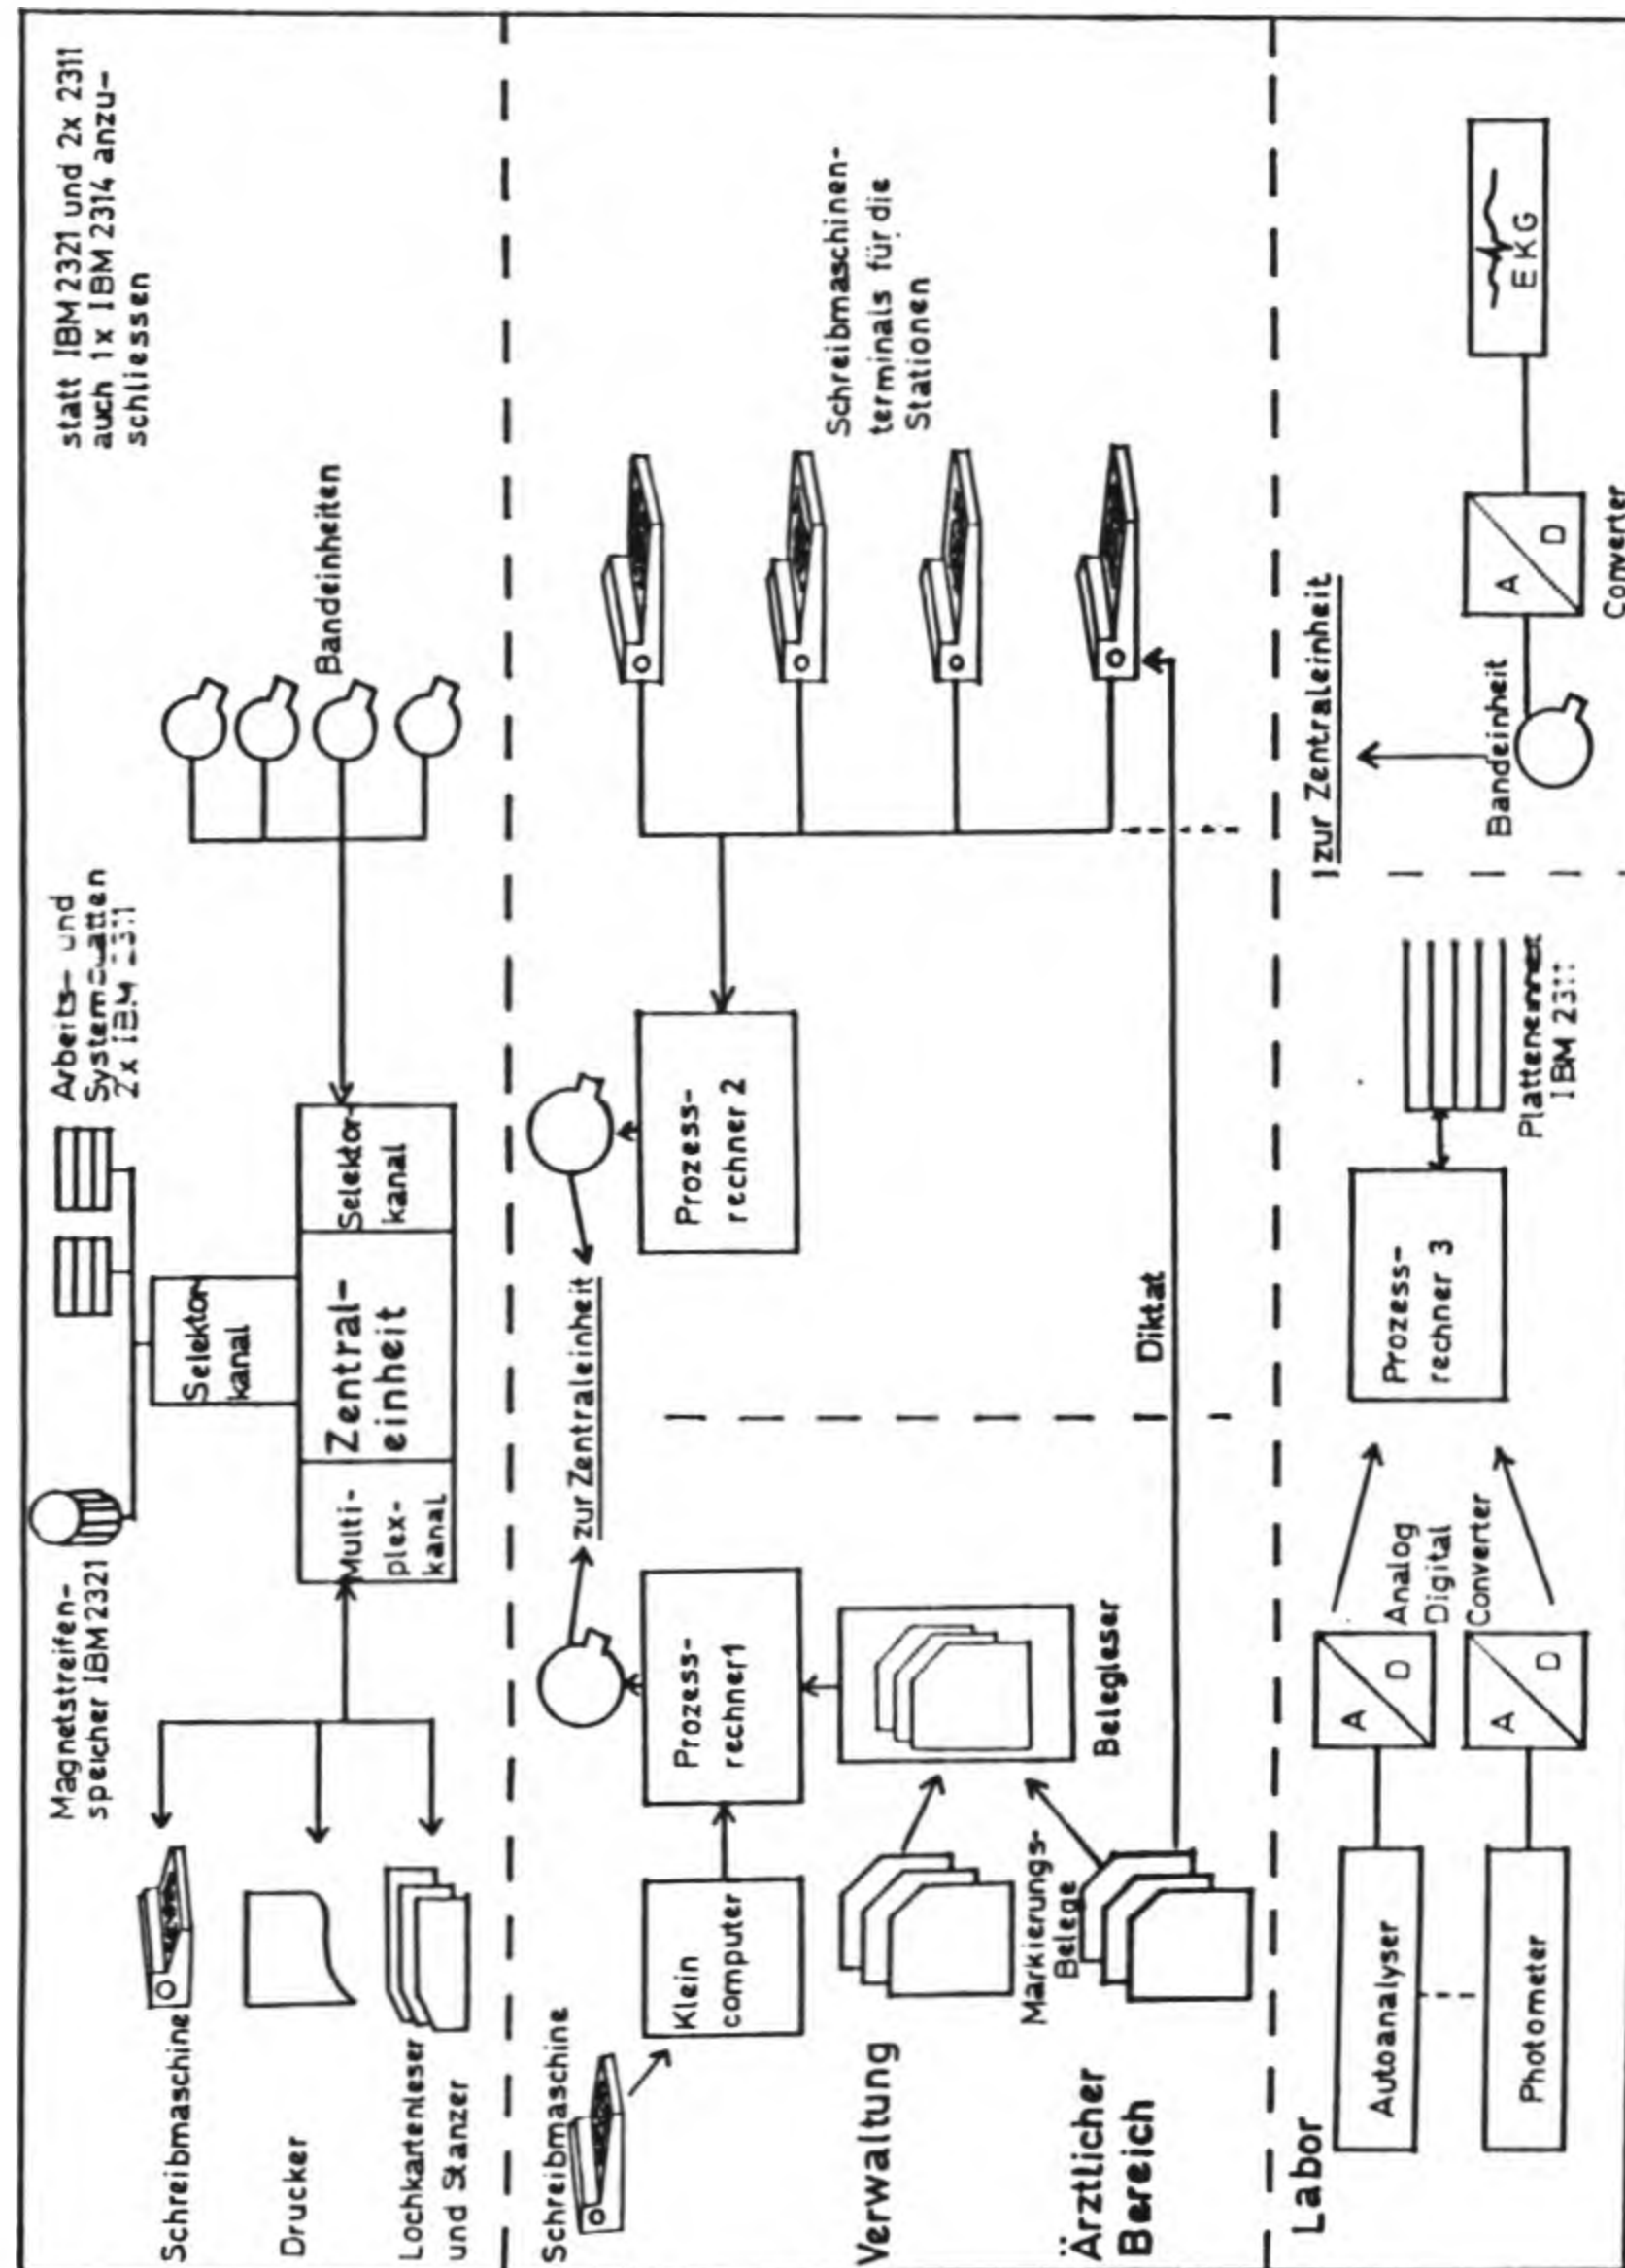 Magnetstreifen-
speicher IBM 2321
Arbeits- und
2x IBM
statt IBM 2321 und 2x 2311
auch 1x IBM 2314 anzu-
schliessen
Schreibmaschine
Drucker
Lochkartenleser
und Stanzer
Selektor
kanal
Multi-
plex-
kanal
Zentral-
einheit
Selektor-
kanal
Bandeinheiten
Schreibmaschine
Klein
computer
Prozess-
rechner1
zur Zentraleinheit
Prozess-
rechner 2
Schreibmaschinen-
terminals für die
Stationen
Verwaltung
Belegleser
Markierungs-
Belege
Ärztlicher
Bereich
Diktat
Labor
Autoanalyser
Photometer
A
D
Analog
Digital
Converter
A
D
Prozess-
rechner 3
IBM
zur Zentraleinheit
Bandeinheit
A
D
Converter
EKG